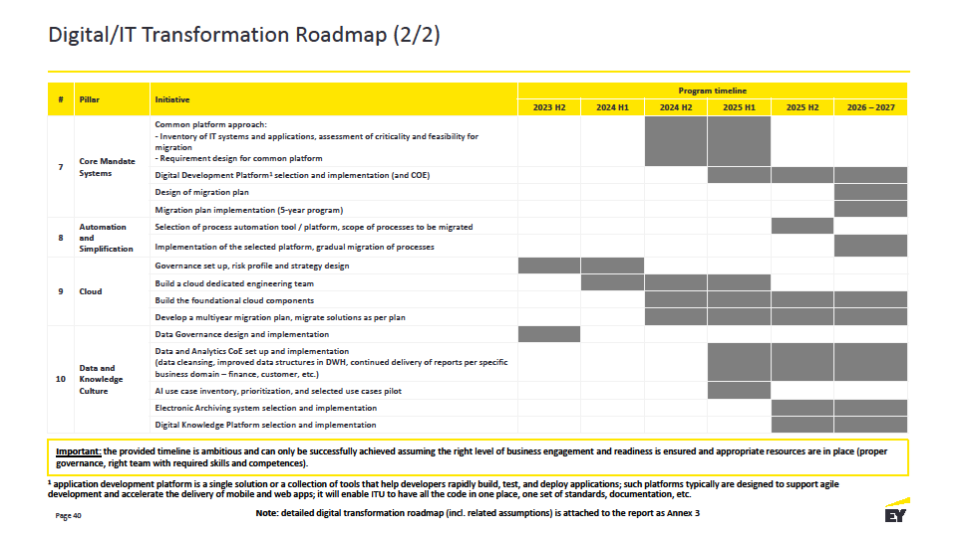 Digital/IT Transformation Roadmap (2/2)
# Pillar Initiative Program timeline
2023 H2 2024 H1 2024 H2 2025 H1 2025 H2 2026 – 2027
7 Core Mandate Systems
Common platform approach:
- Inventory of IT systems and applications, assessment of criticality and feasibility for
migration
- Requirement design for common platform
Digital Development Platform¹ selection and implementation (and COE)
Design of migration plan
Migration plan implementation (5-year program)
8 Automation and Simplification
Selection of process automation tool / platform, scope of processes to be migrated
Implementation of the selected platform, gradual migration of processes
9 Cloud
Governance set up, risk profile and strategy design
Build a cloud dedicated engineering team
Build the foundational cloud components
Develop a multiyear migration plan, migrate solutions as per plan
10 Data and Knowledge Culture
Data Governance design and implementation
Data and Analytics CoE set up and implementation
(data cleansing, improved data structures in DWH, continued delivery of reports per specific
business domain – finance, customer, etc.)
AI use case inventory, prioritization, and selected use cases pilot
Electronic Archiving system selection and implementation
Digital Knowledge Platform selection and implementation
Important: the provided timeline is ambitious and can only be successfully achieved assuming the right level of business engagement and readiness is ensured and appropriate resources are in place (proper
governance, right team with required skills and competences).
¹ application development platform is a single solution or a collection of tools that help developers rapidly build, test, and deploy applications; such platforms typically are designed to support agile
development and accelerate the delivery of mobile and web apps; it will enable ITU to have all the code in one place, one set of standards, documentation, etc.
Page 40
Note: detailed digital transformation roadmap (incl. related assumptions) is attached to the report as Annex 3
EY